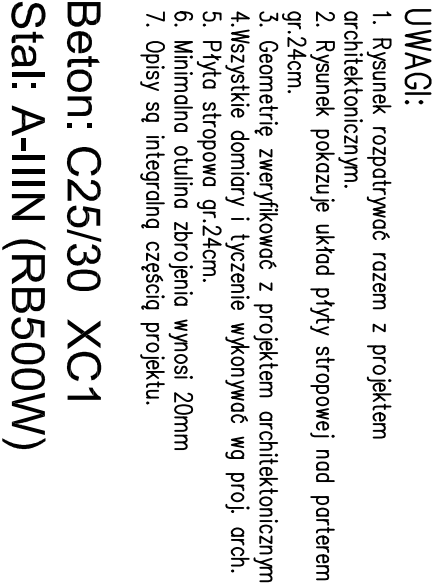 UWAGI:
1. Rysunek rozpatrywać razem z projektem
architektonicznym.
2. Rysunek pokazuje układ płyty stropowej nad parterem
gr.24cm.
3. Geometrię zweryfikować z projektem architektonicznym
4.Wszystkie domiary i tyczenie wykonywać wg proj. arch.
5. Płyta stropowa gr.24cm.
6. Minimalna otulina zbrojenia wynosi 20mm
7. Opisy są integralną częścią projektu.
Beton: C25/30 XC1
Stal: A-IIIN (RB500W)